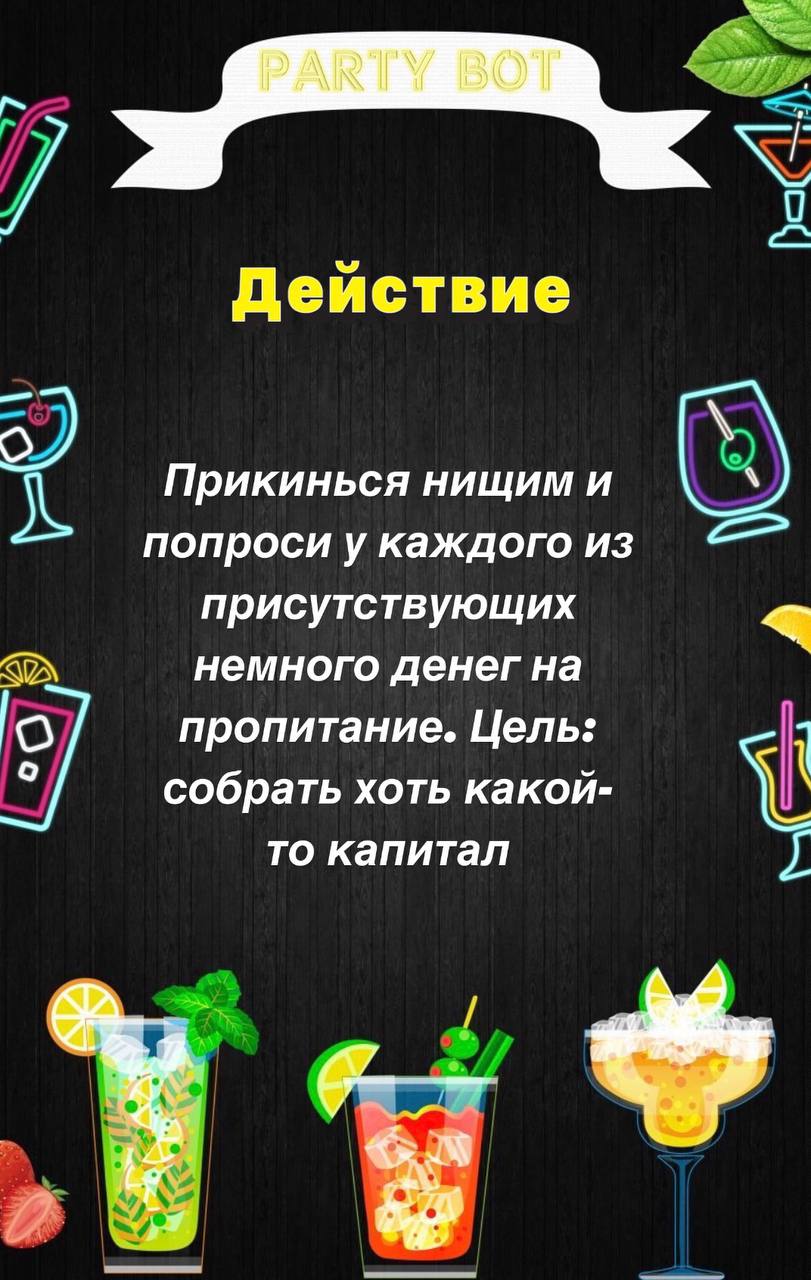 PARTY BOT
Действие
Прикинься нищим и
попроси у каждого из
присутствующих
немного денег на
пропитание. Цель:
собрать хоть какой-
то капитал